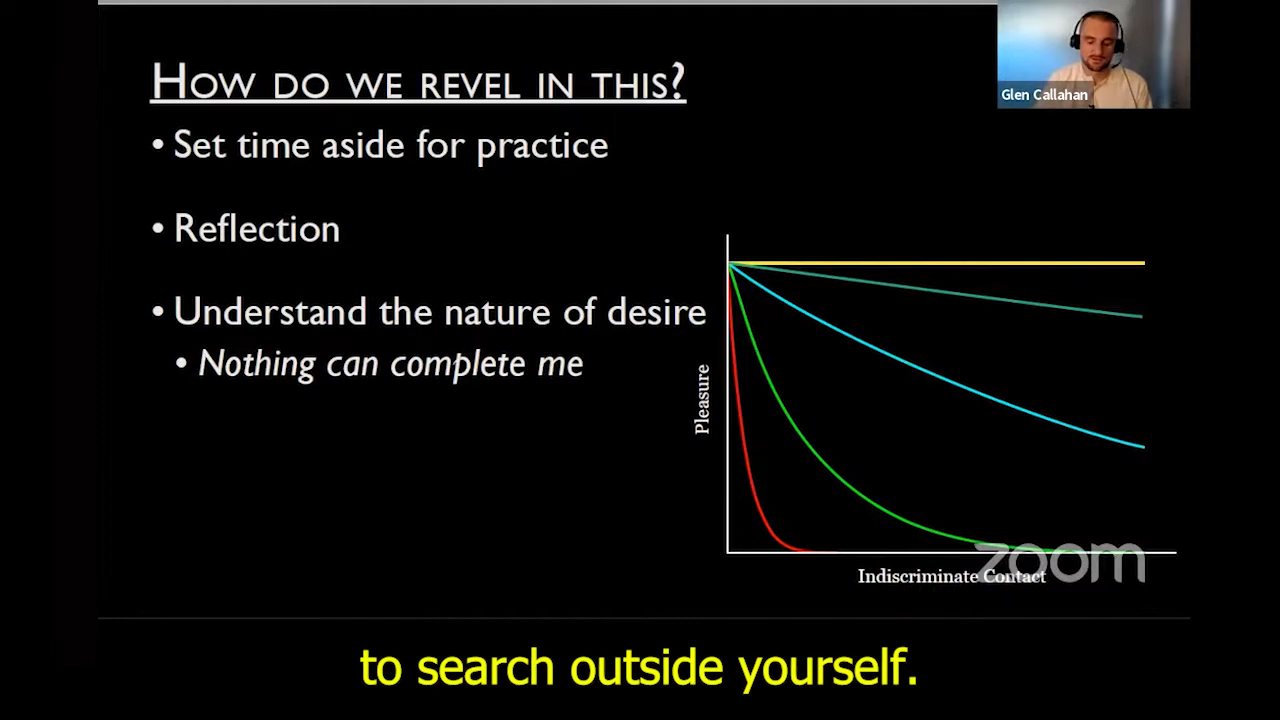 How do we revel in this?
Glen Callahan
• Set time aside for practice
• Reflection
• Understand the nature of desire
• Nothing can complete me
Pleasure
Indiscriminate Contact
zoom
to search outside yourself.